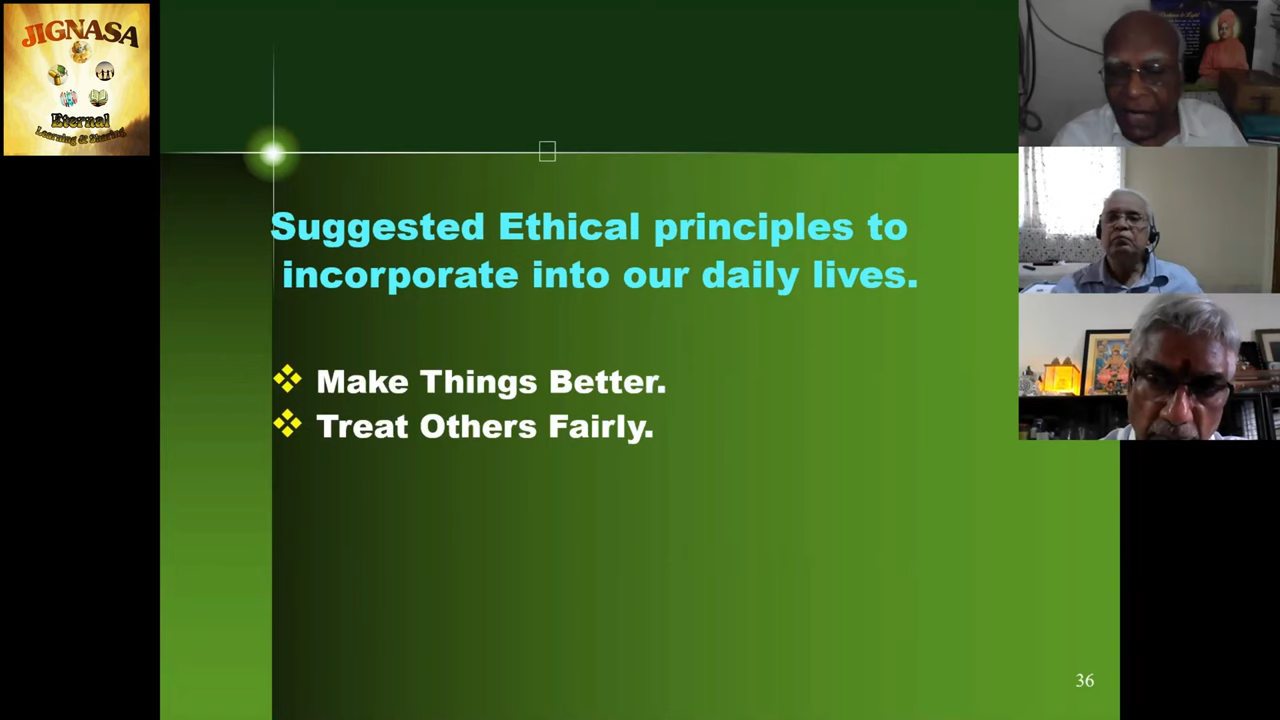 JIGNASA
Eternal
Learning & Sharing
Suggested Ethical principles to
incorporate into our daily lives.
Make Things Better.
Treat Others Fairly.
36